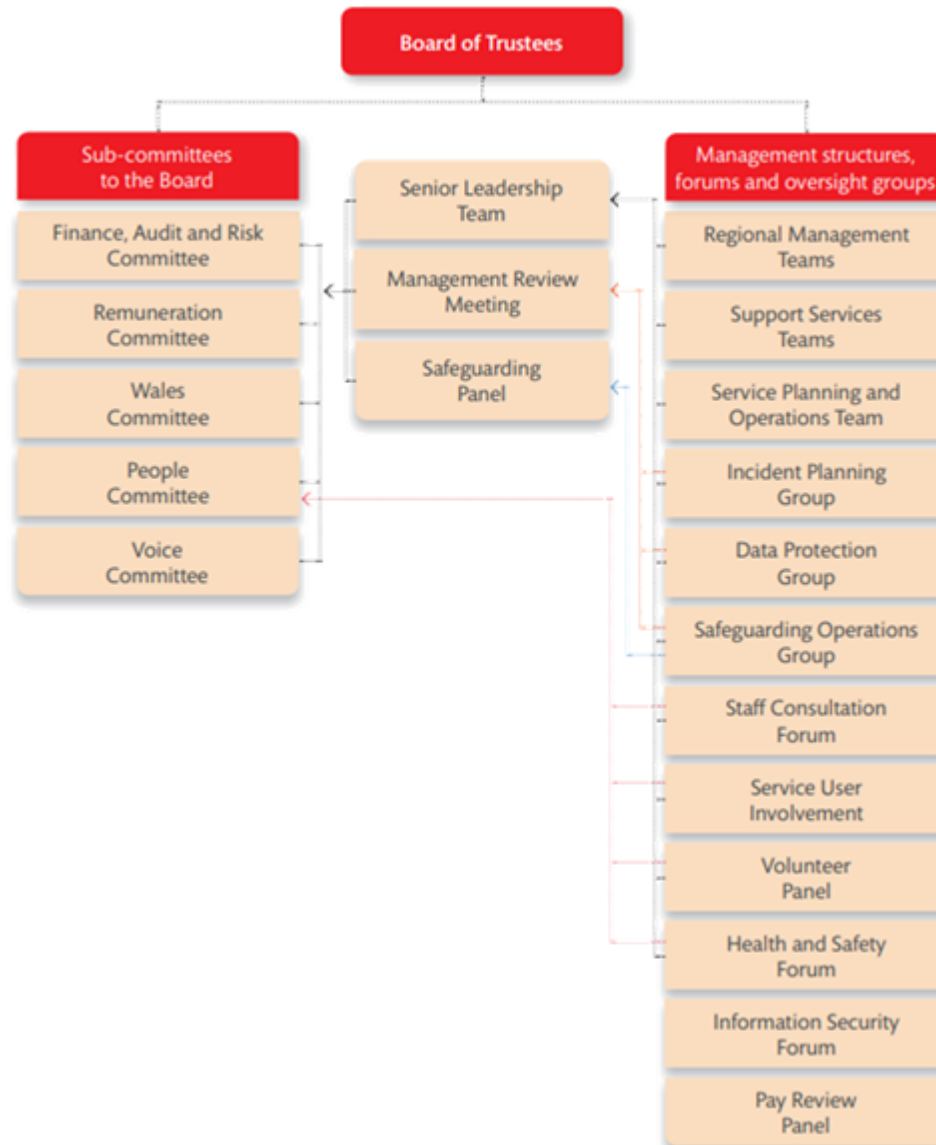 Board of Trustees
Sub-committees
to the Board
Finance, Audit and Risk
Committee
Remuneration
Committee
Wales
Committee
People
Committee
Voice
Committee
Senior Leadership
Team
Management Review
Meeting
Safeguarding
Panel
Management structures,
forums and oversight groups
Regional Management
Teams
Support Services
Teams
Service Planning and
Operations Team
Incident Planning
Group
Data Protection
Group
Safeguarding Operations
Group
Staff Consultation
Forum
Service User
Involvement
Volunteer
Panel
Health and Safety
Forum
Information Security
Forum
Pay Review
Panel